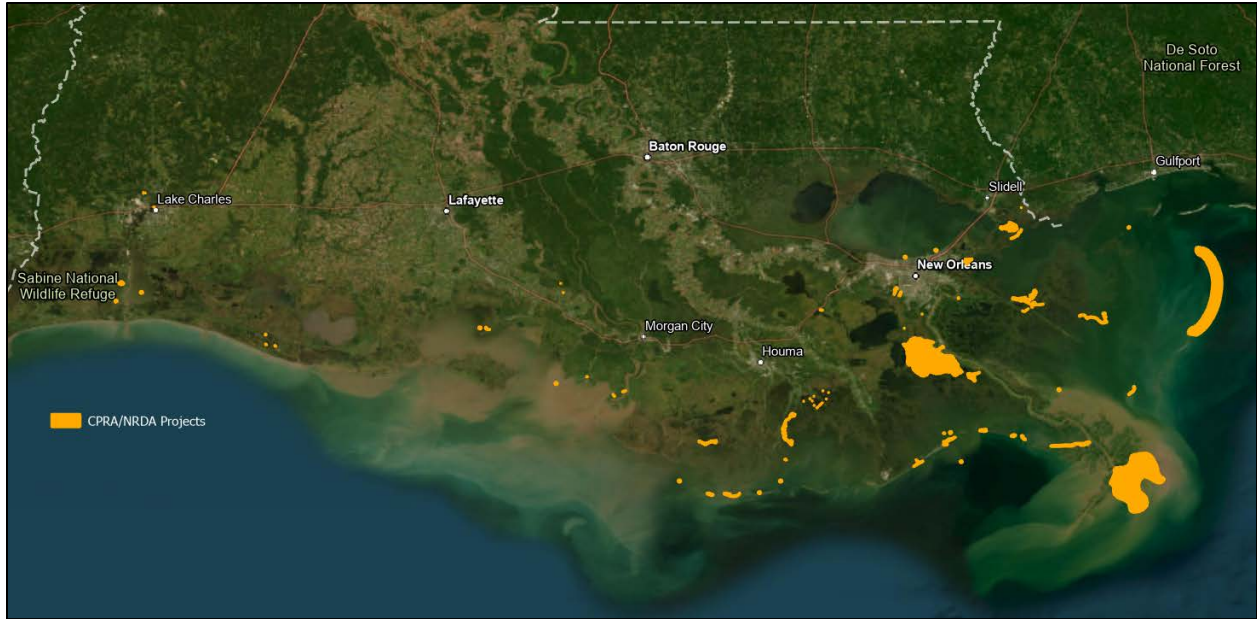 De Soto
National Forest
Baton Rouge
Gulfport
Slidell
Lake Charles
Lafayette
New Orleans
Sabine National
Wildlife Refuge
Morgan City
Houma
CPRA/NRDA Projects